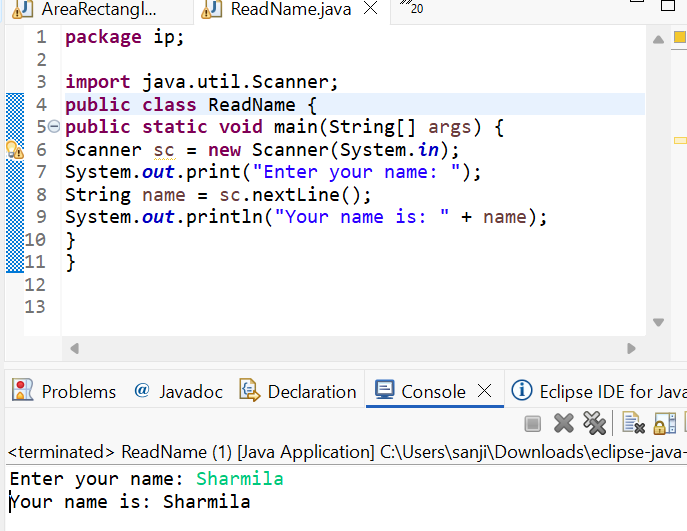 AreaRectangl... ReadName.java 20
1 package ip;
2
3 import java.util.Scanner;
4 public class ReadName {
5 public static void main(String[] args) {
6 Scanner sc = new Scanner(System.in);
7 System.out.print("Enter your name: ");
8 String name = sc.nextLine();
9 System.out.println("Your name is: " + name);
10 }
11 }
12
13
Problems @ Javadoc Declaration Console Eclipse IDE for Java
<terminated> ReadName (1) [Java Application] C:\Users\sanji\Downloads\eclipse-java-
Enter your name: Sharmila
Your name is: Sharmila